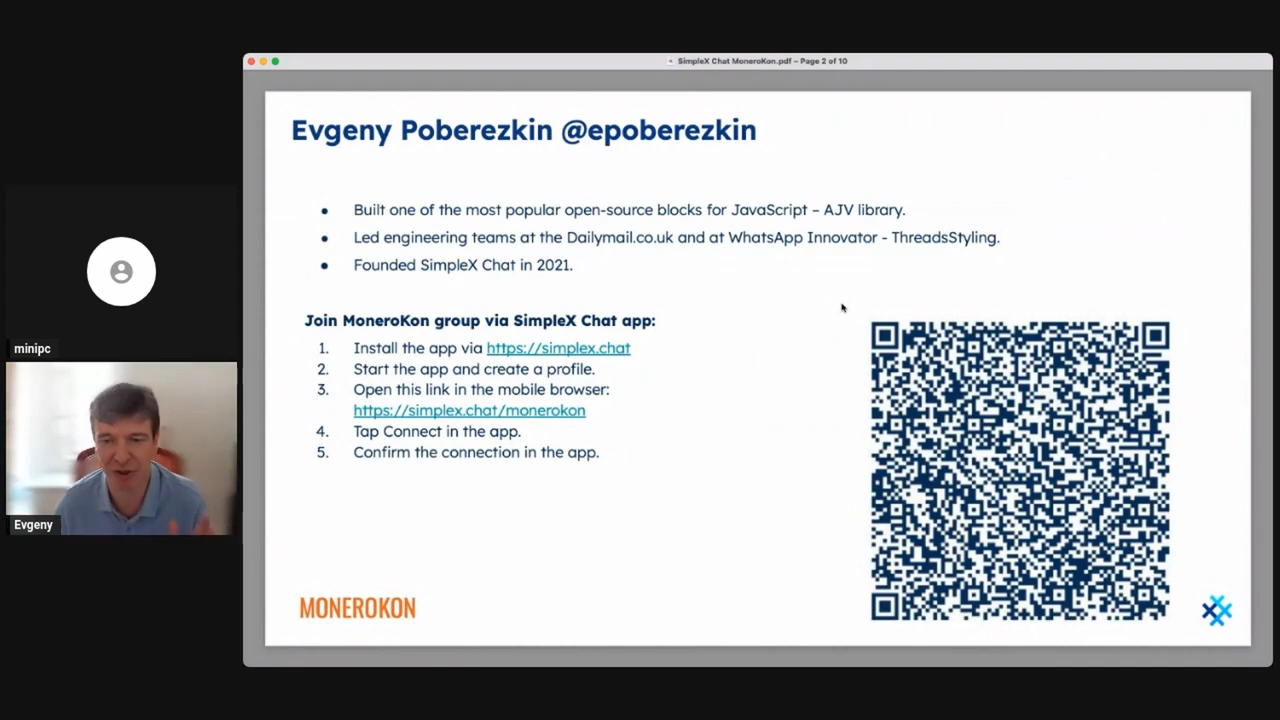 SimpleX Chat MoneroKon.pdf – Page 2 of 10
Evgeny Poberezkin @epoberezkin
● Built one of the most popular open-source blocks for JavaScript – AJV library.
● Led engineering teams at the Dailymail.co.uk and at WhatsApp Innovator - ThreadsStyling.
● Founded SimpleX Chat in 2021.
Join MoneroKon group via SimpleX Chat app:
1. Install the app via https://simplex.chat
2. Start the app and create a profile.
3. Open this link in the mobile browser:
https://simplex.chat/monerokon
4. Tap Connect in the app.
5. Confirm the connection in the app.
MONEROKON
minipc
Evgeny